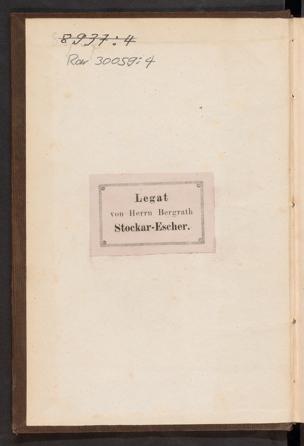 8937:4
Rar 30059:4
Legat
von Herrn Bergrath
Stockar-Escher.